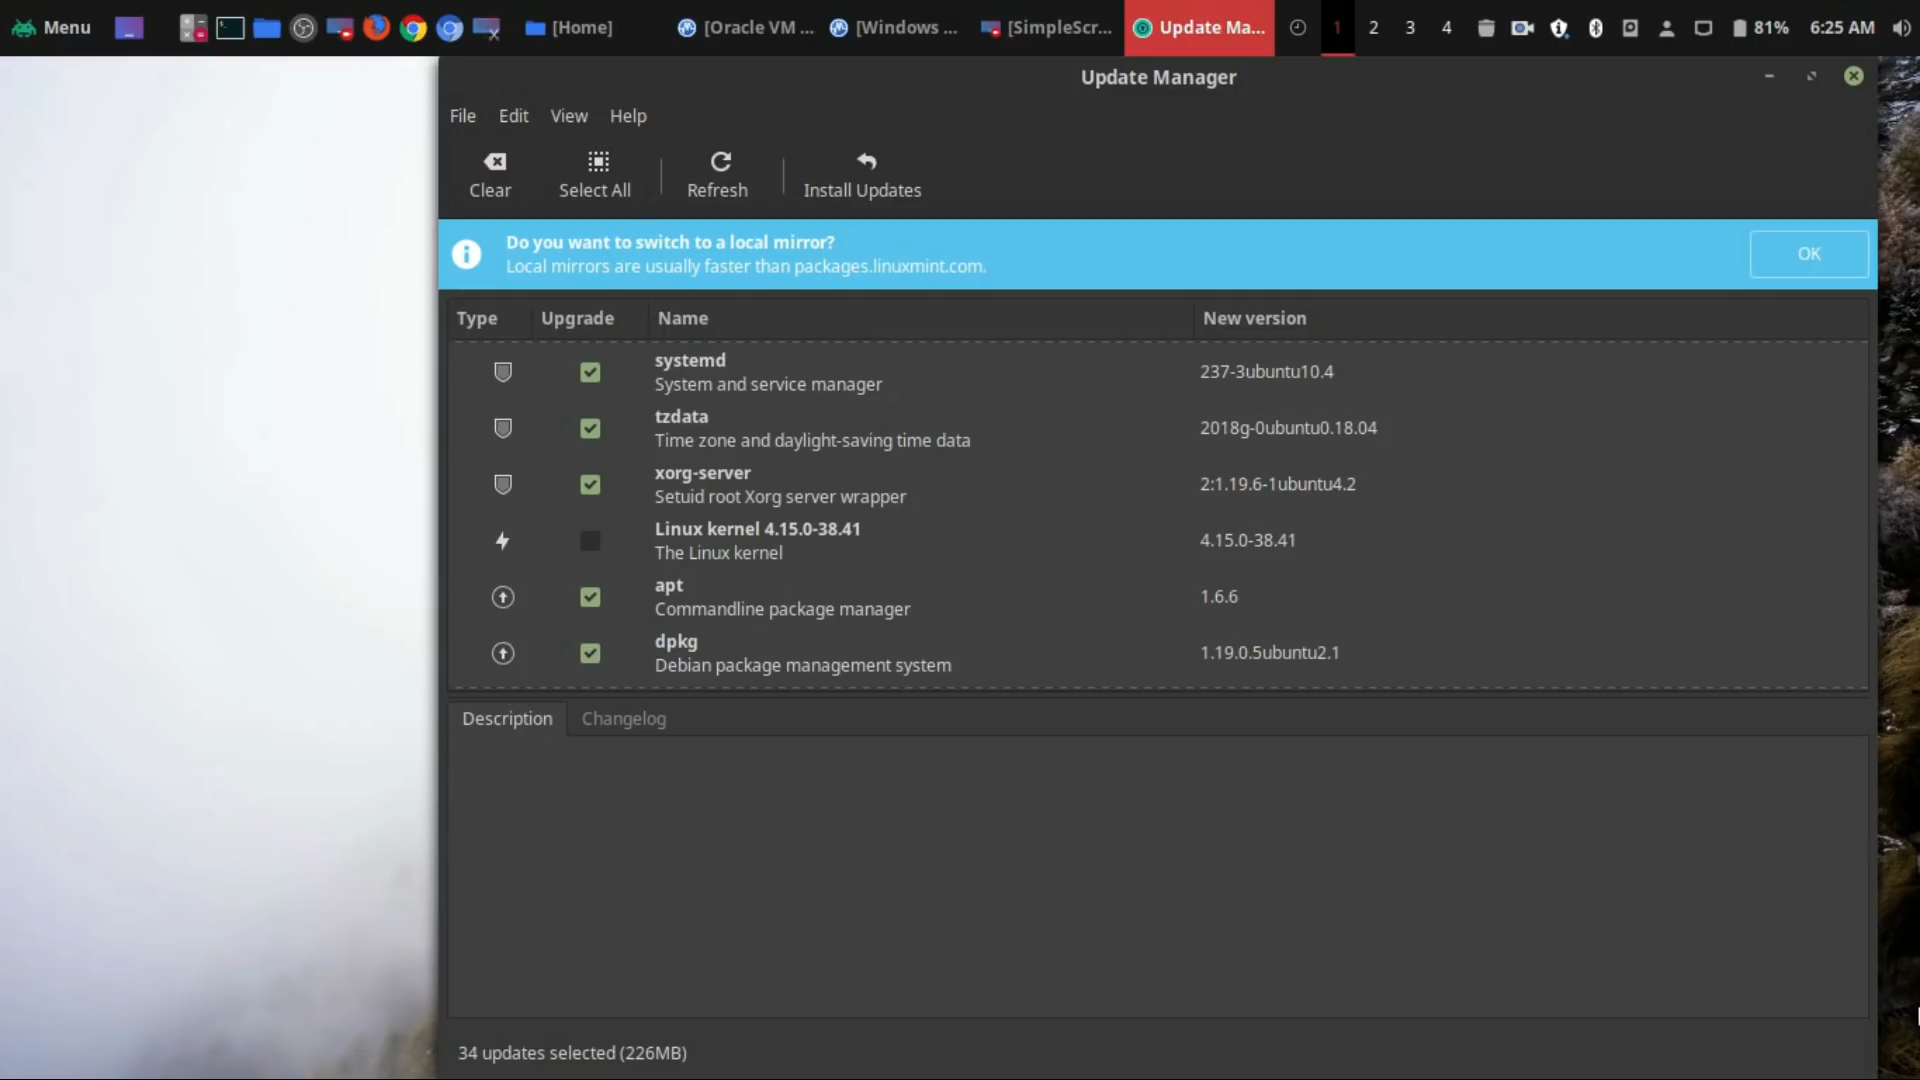 Menu
[Home]
[Oracle VM ...
[Windows ...
[SimpleScr...
Update Ma...
1
2
3
4
81%
6:25 AM
Update Manager
File Edit View Help
Clear
Select All
Refresh
Install Updates
Do you want to switch to a local mirror?
Local mirrors are usually faster than packages.linuxmint.com.
OK
Type Upgrade Name New version
systemd
System and service manager
237-3ubuntu10.4
tzdata
Time zone and daylight-saving time data
2018g-0ubuntu0.18.04
xorg-server
Setuid root Xorg server wrapper
2:1.19.6-1ubuntu4.2
Linux kernel 4.15.0-38.41
The Linux kernel
4.15.0-38.41
apt
Commandline package manager
1.6.6
dpkg
Debian package management system
1.19.0.5ubuntu2.1
Description
Changelog
34 updates selected (226MB)